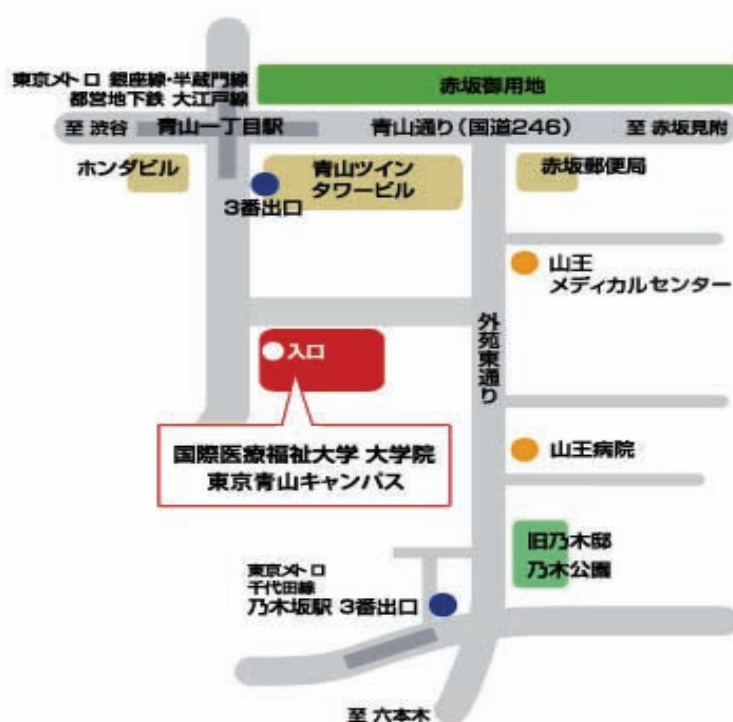 東京メトロ 銀座線・半蔵門線
都営地下鉄 大江戸線
赤坂御用地
至 渋谷
青山一丁目駅
青山通り(国道246)
至 赤坂見附
ホンダビル
3番出口
青山ツイン
タワービル
赤坂郵便局
山王
メディカルセンター
外苑東通り
入口
国際医療福祉大学 大学院
東京青山キャンパス
山王病院
旧乃木邸
乃木公園
東京メトロ
千代田線
乃木坂駅 3番出口
至 六本木